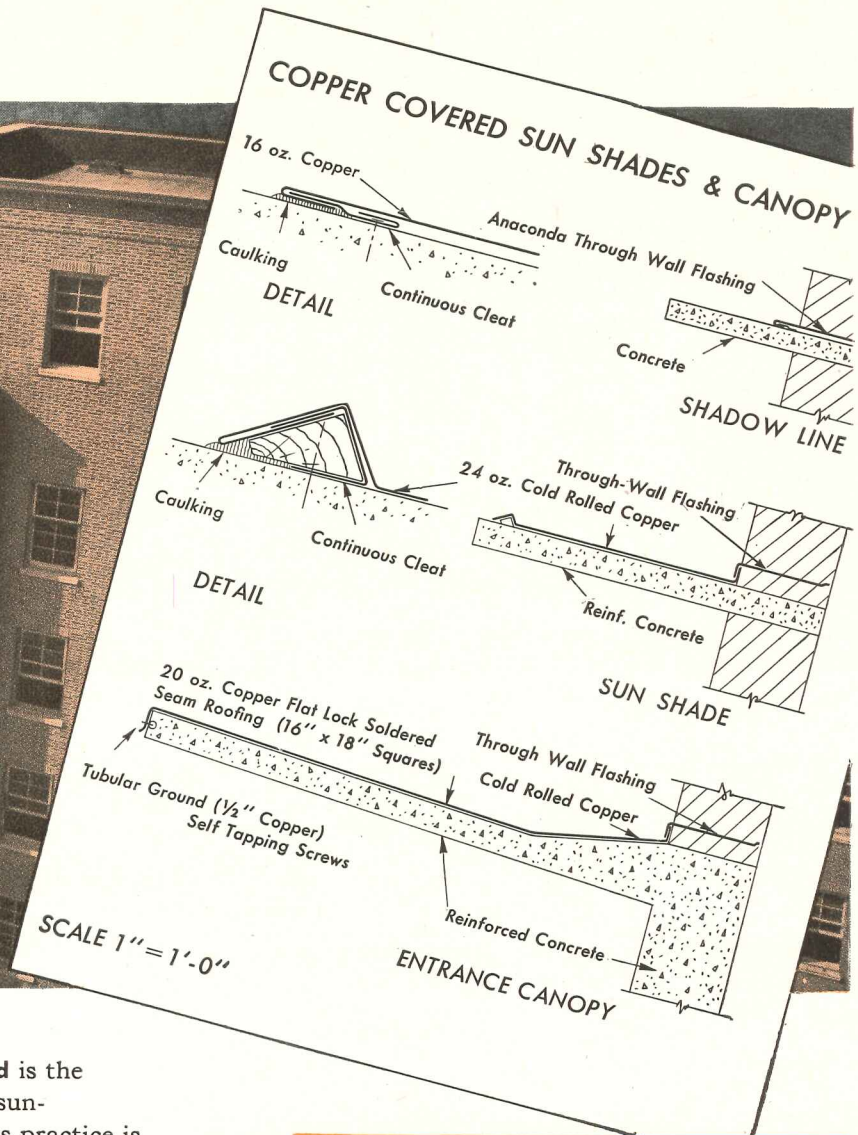 COPPER COVERED SUN SHADES & CANOPY
16 oz. Copper
Caulking
Continuous Cleat
DETAIL
Anaconda Through Wall Flashing
Concrete
SHADOW LINE
Caulking
Continuous Cleat
DETAIL
24 oz. Cold Rolled Copper
Through-Wall Flashing
Reinf. Concrete
SUN SHADE
20 oz. Copper Flat Lock Soldered
Seam Roofing (16" x 18" Squares)
Through Wall Flashing
Cold Rolled Copper
Tubular Ground (½" Copper)
Self Tapping Screws
Reinforced Concrete
SCALE 1"=1'-0"
ENTRANCE CANOPY
d is the
sun-
s practice is